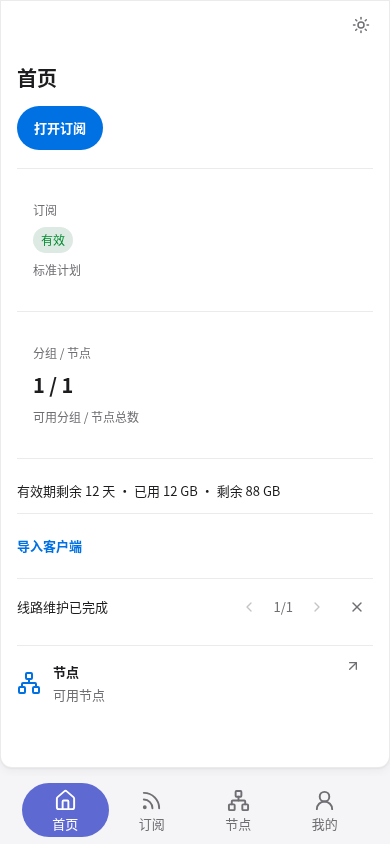 首页
打开订阅
订阅
有效
标准计划
分组 / 节点
1 / 1
可用分组 / 节点总数
有效期剩余 12 天 • 已用 12 GB • 剩余 88 GB
导入客户端
线路维护已完成 1/1
节点
可用节点
首页 订阅 节点 我的